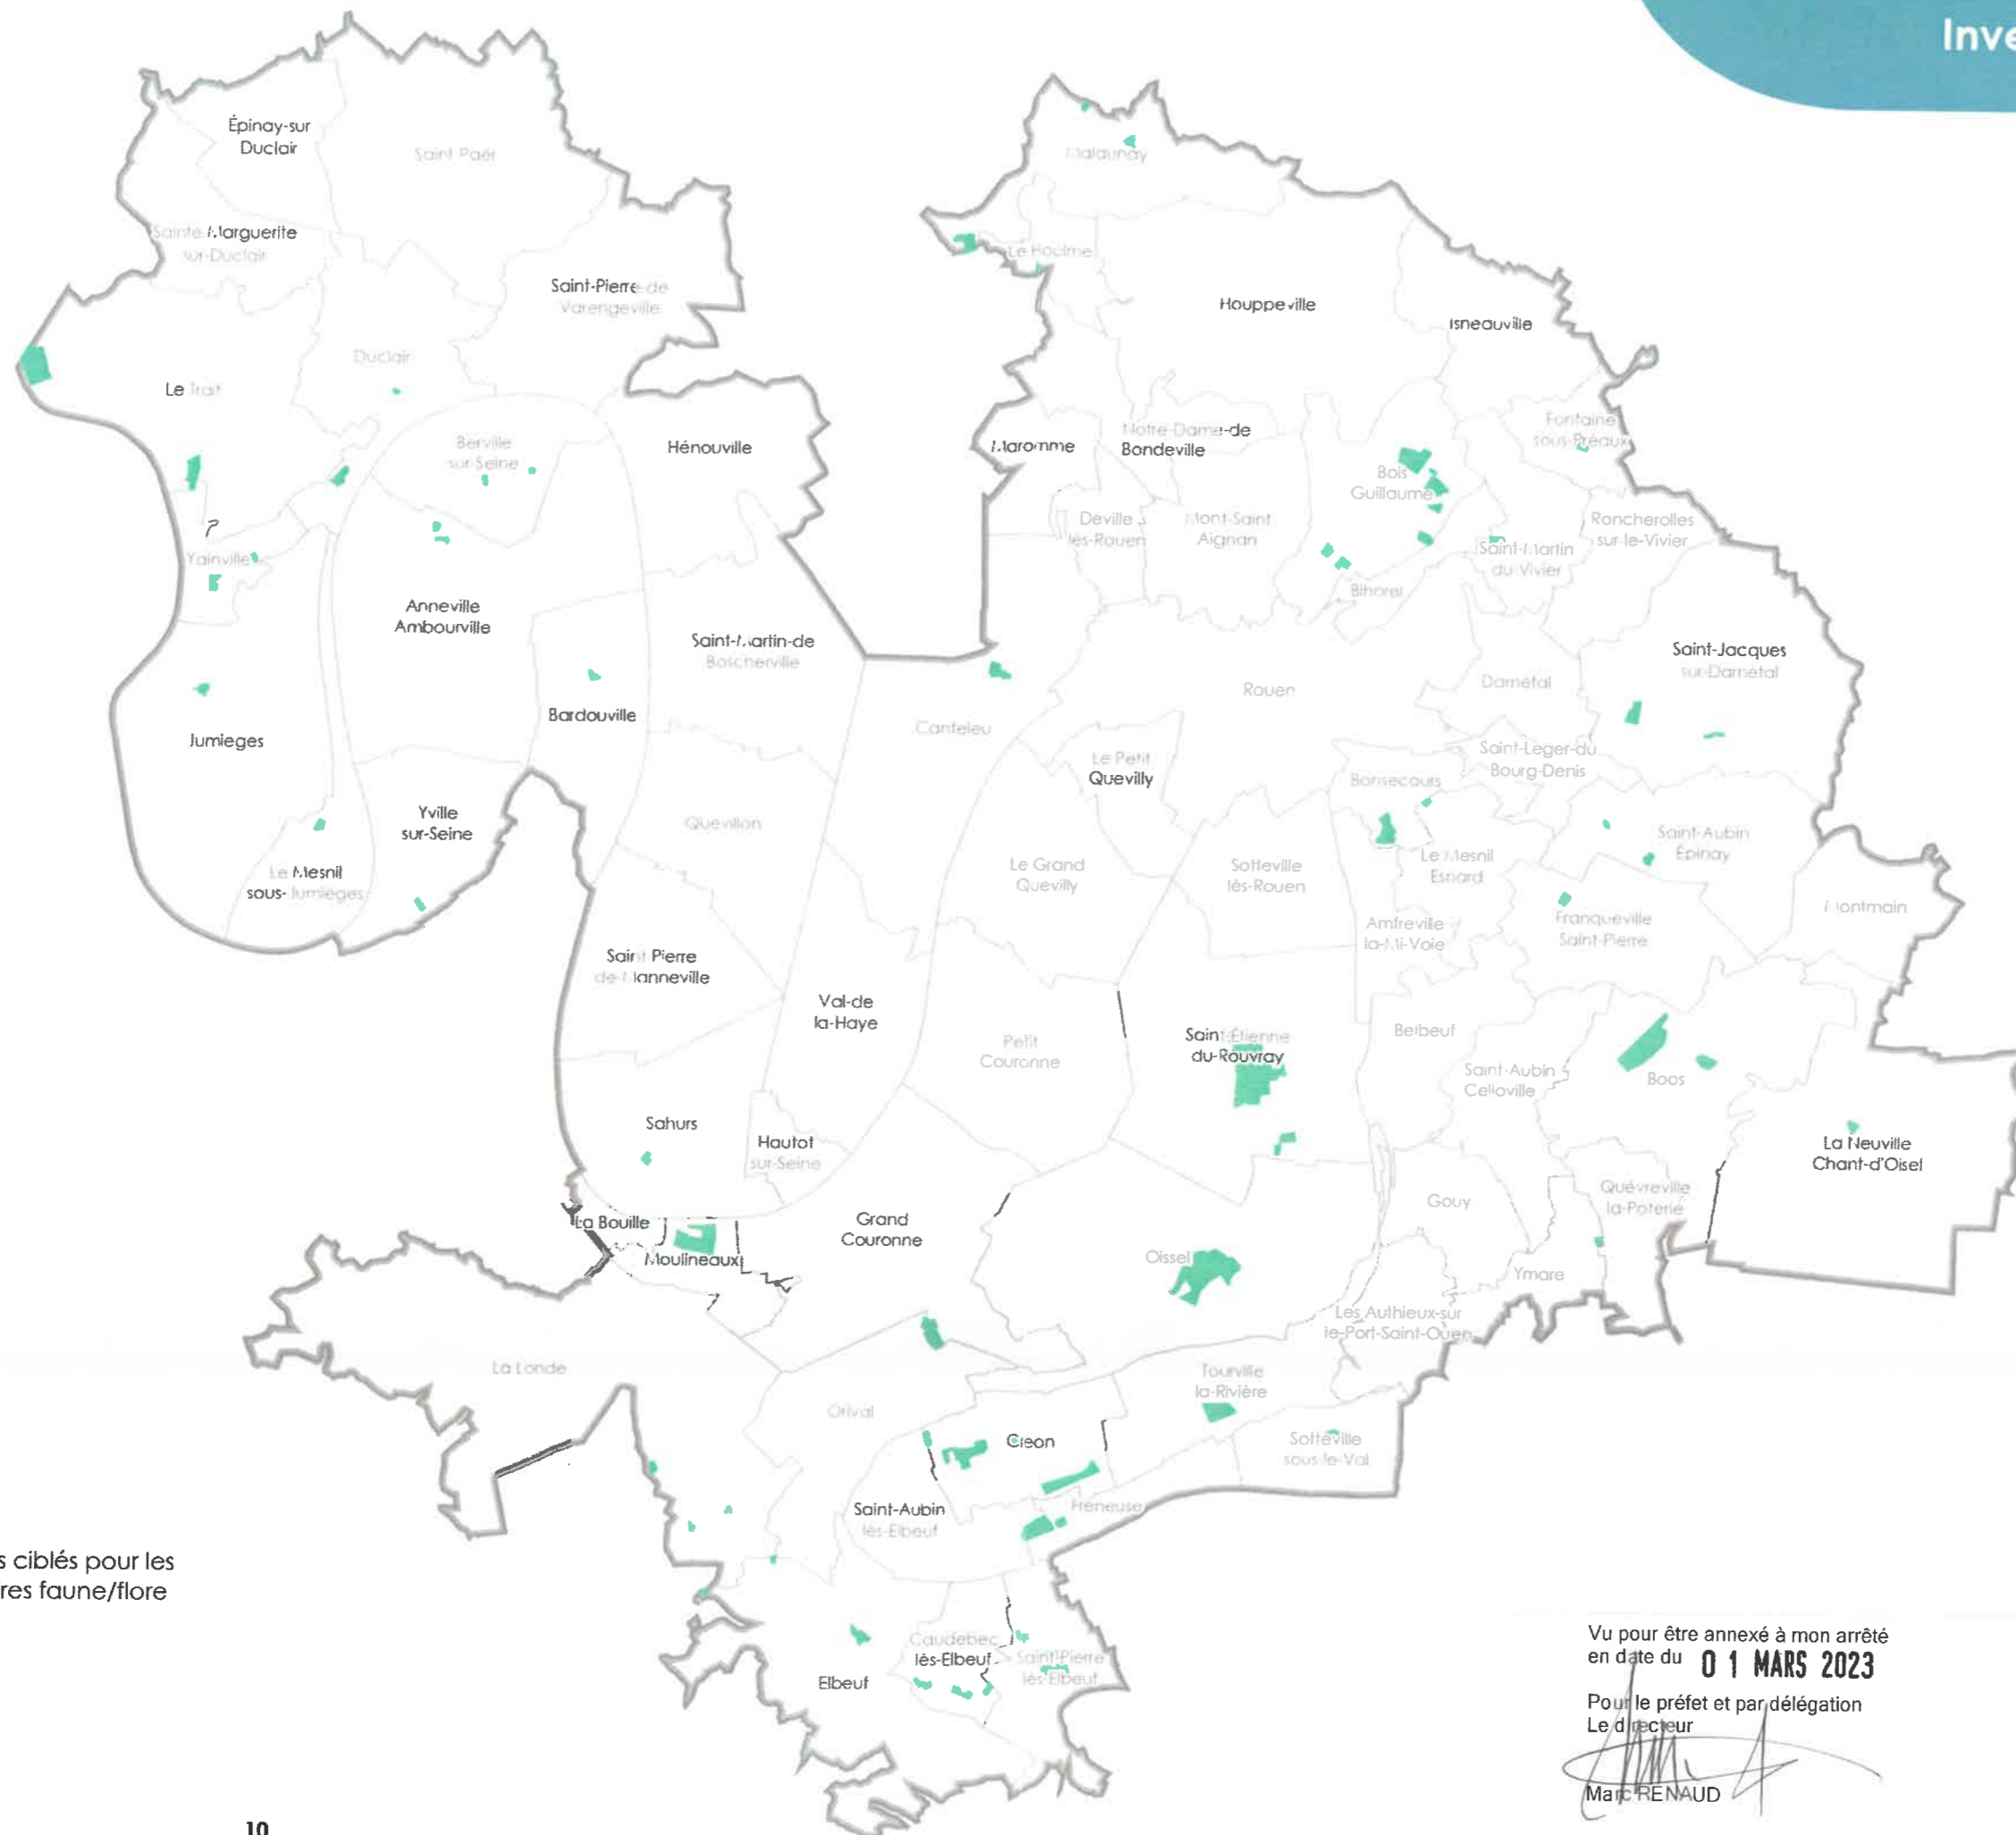 Inve
Épinay-sur
Duclair
Saint Paër
Malaunay
Sainte Marguerite
sur-Duclair
Le Houlme
Saint-Pierre-de
Varengeville
Houppeville
Isneauville
Duclair
Le Trait
Fontaine
sous-Préaux
Berville
sur-Seine
Hénouville
Maromme
Notre-Dame-de
Bondeville
Bois
Guillaume
Deville
lès-Rouen
Mont-Saint
Aignan
Roncherolles
sur-le-Vivier
Yainville
Saint-Martin
du-Vivier
Bihorel
Anneville
Ambourville
Saint-Martin-de
Boscherville
Saint-Jacques
sur-Darnétal
Rouen
Darnétal
Bardouville
Canteleu
Jumieges
Le Petit
Quevilly
Saint-Leger-du
Bourg-Denis
Bonsecours
Yville
sur-Seine
Quevillon
Saint-Aubin
Épinay
Le Mesnil
sous-Jumieges
Le Grand
Quevilly
Sotteville
lès-Rouen
Le Mesnil
Esnard
Montmain
Amfreville
la-Mi-Voie
Franqueville
Saint-Pierre
Saint Pierre
de-Manneville
Val-de
la-Haye
Petit
Couronne
Saint-Étienne
du-Rouvray
Belbeuf
Saint-Aubin
Celloville
Boos
Sahurs
Hautot
sur-Seine
La Neuville
Chant-d'Oisel
Gouy
Quévreville
la-Poterie
La Bouille
Grand
Couronne
Moulineaux
Oissel
Ymare
Les Authieux-sur
le-Port-Saint-Ouen
La Londe
Tourville
la-Rivière
Orival
Cleon
Sotteville
sous-le-Val
Saint-Aubin
lès-Elbeuf
Freneuse
s ciblés pour les
res faune/flore
Caudebec
lès-Elbeuf
Saint-Pierre
lès-Elbeuf
Elbeuf
Vu pour être annexé à mon arrêté
en date du 0 1 MARS 2023
Pour le préfet et par délégation
Le directeur
Marc RENAUD
10